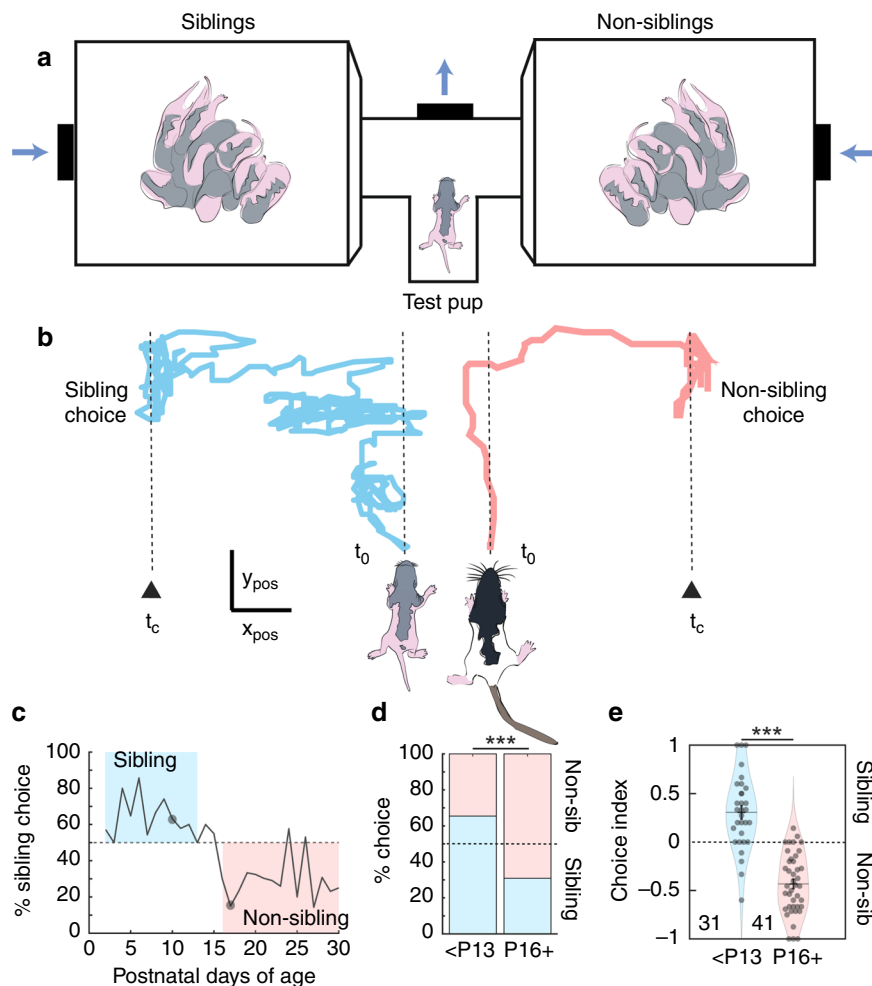 Siblings
Non-siblings
a
Test pup
b
Sibling
choice
Non-sibling
choice
t0
t0
ypos
xpos
tc
tc
c
% sibling choice
100
80
60
40
20
0
Sibling
Non-sibling
0
5
10
15
20
25
30
Postnatal days of age
d
***
% choice
100
80
60
40
20
0
Non-sib
Sibling
<P13
P16+
e
***
Choice index
1
0.5
0
−0.5
−1
Sibling
Non-sib
31
41
<P13
P16+